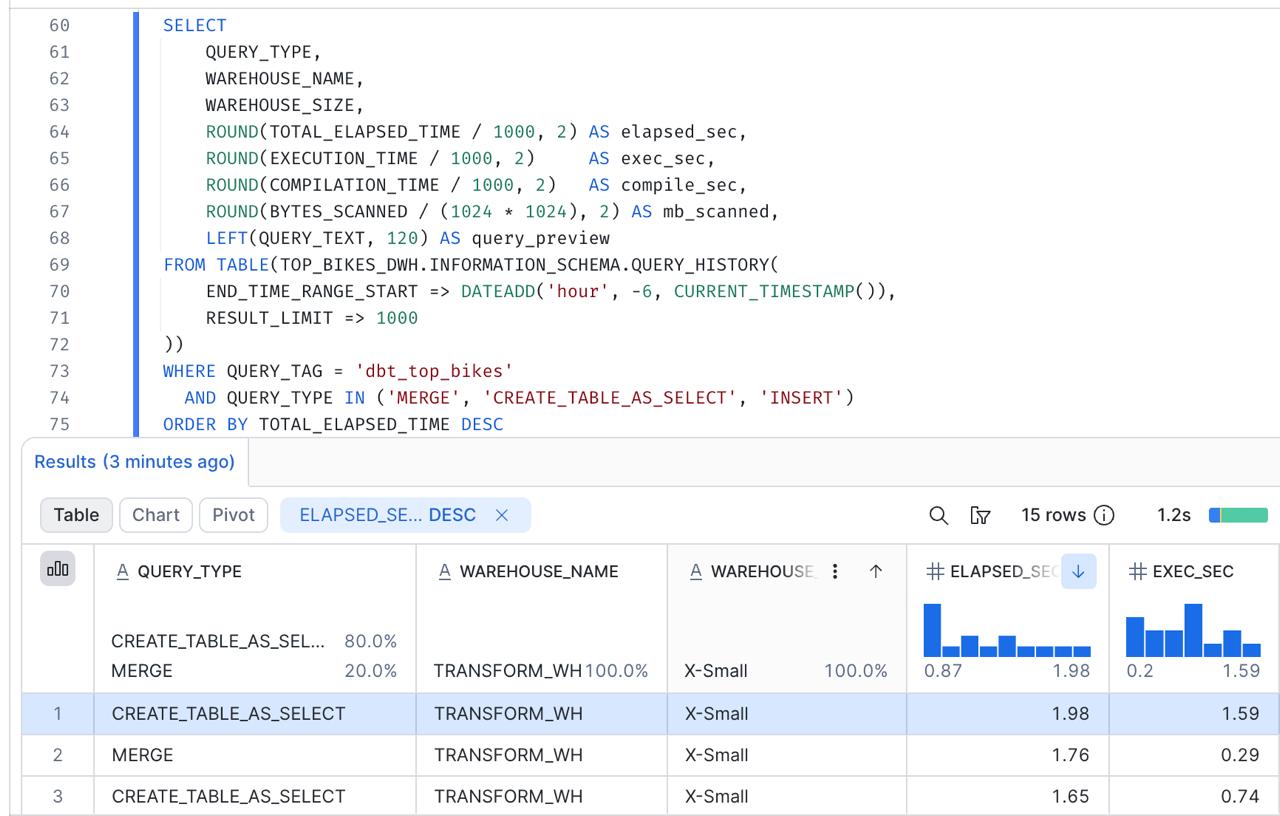 60 SELECT
61 QUERY_TYPE,
62 WAREHOUSE_NAME,
63 WAREHOUSE_SIZE,
64 ROUND(TOTAL_ELAPSED_TIME / 1000, 2) AS elapsed_sec,
65 ROUND(EXECUTION_TIME / 1000, 2)     AS exec_sec,
66 ROUND(COMPILATION_TIME / 1000, 2)   AS compile_sec,
67 ROUND(BYTES_SCANNED / (1024 * 1024), 2) AS mb_scanned,
68 LEFT(QUERY_TEXT, 120) AS query_preview
69 FROM TABLE(TOP_BIKES_DWH.INFORMATION_SCHEMA.QUERY_HISTORY(
70 END_TIME_RANGE_START => DATEADD('hour', -6, CURRENT_TIMESTAMP()),
71 RESULT_LIMIT => 1000
72 ))
73 WHERE QUERY_TAG = 'dbt_top_bikes'
74 AND QUERY_TYPE IN ('MERGE', 'CREATE_TABLE_AS_SELECT', 'INSERT')
75 ORDER BY TOTAL_ELAPSED_TIME DESC
Results (3 minutes ago)
Table Chart Pivot ELAPSED_SE... DESC 15 rows 1.2s
A QUERY_TYPE A WAREHOUSE_NAME A WAREHOUSE_ # ELAPSED_SEC # EXEC_SEC
CREATE_TABLE_AS_SEL... 80.0%
MERGE 20.0% TRANSFORM_WH 100.0% X-Small 100.0% 0.87 1.98 0.2 1.59
1 CREATE_TABLE_AS_SELECT TRANSFORM_WH X-Small 1.98 1.59
2 MERGE TRANSFORM_WH X-Small 1.76 0.29
3 CREATE_TABLE_AS_SELECT TRANSFORM_WH X-Small 1.65 0.74